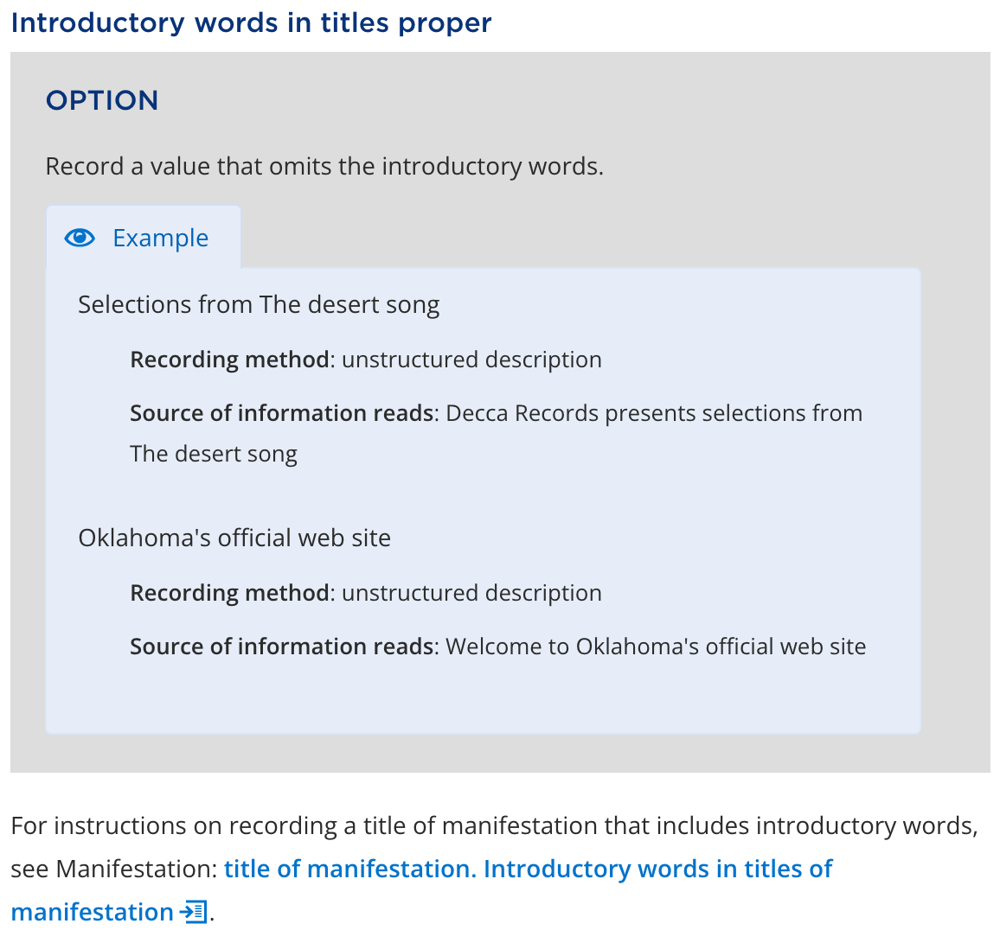 Introductory words in titles proper
OPTION
Record a value that omits the introductory words.
Example
Selections from The desert song
Recording method: unstructured description
Source of information reads: Decca Records presents selections from
The desert song
Oklahoma's official web site
Recording method: unstructured description
Source of information reads: Welcome to Oklahoma's official web site
For instructions on recording a title of manifestation that includes introductory words,
see Manifestation: title of manifestation. Introductory words in titles of
manifestation.